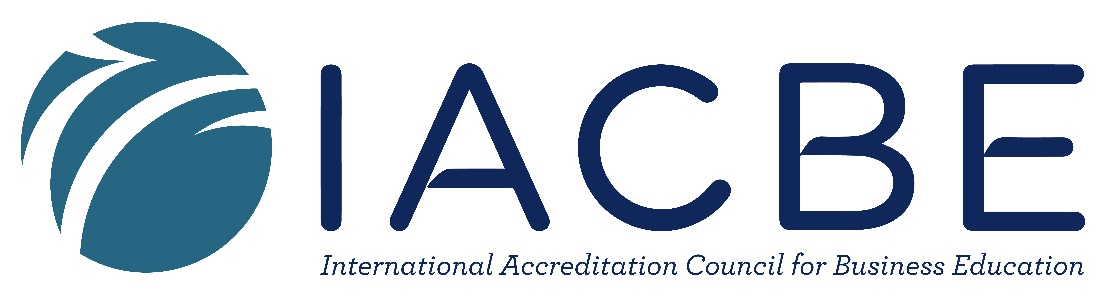 IACBE
International Accreditation Council for Business Education